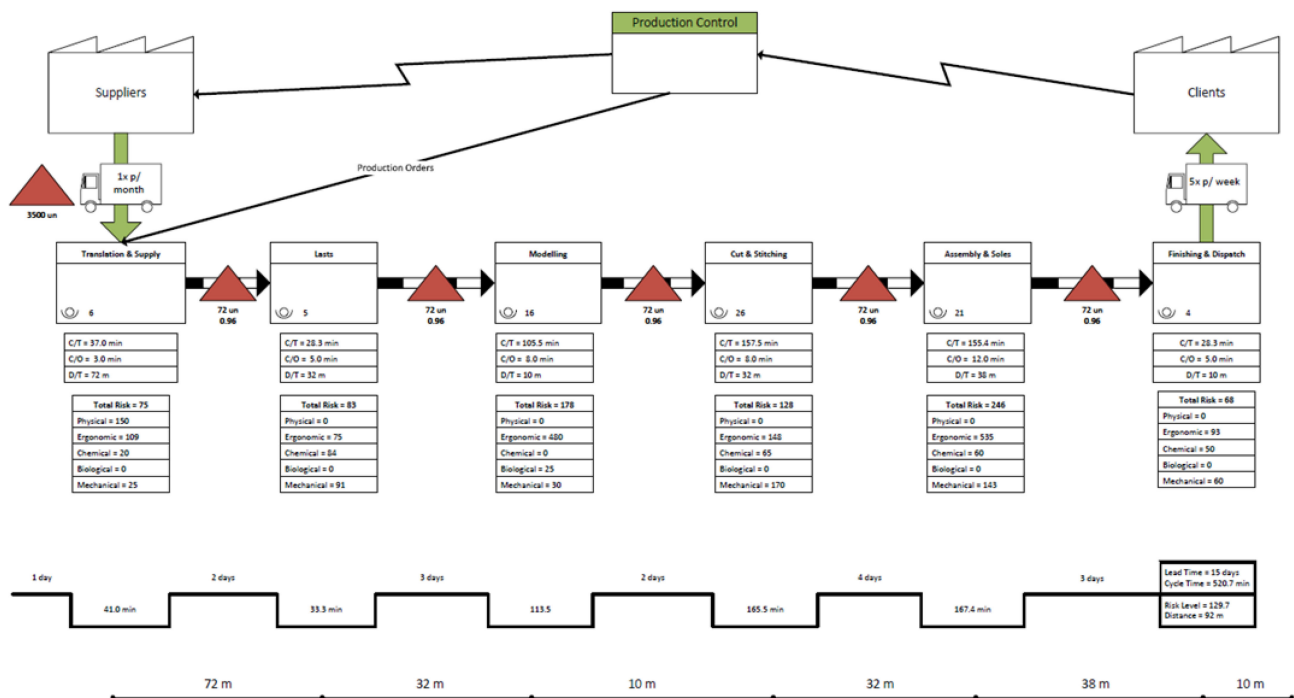 Production Control
Suppliers
Clients
1x p/
month
5x p/ week
Production Orders
3500 un
Translation & Supply
Lasts
Modelling
Cut & Stitching
Assembly & Soles
Finishing & Dispatch
6
5
16
26
21
4
72 un
0.96
72 un
0.96
72 un
0.96
72 un
0.96
72 un
0.96
C/T = 37.0 min
C/O = 3.0 min
D/T = 72 m
C/T = 28.3 min
C/O = 5.0 min
D/T = 32 m
C/T = 105.5 min
C/O = 8.0 min
D/T = 10 m
C/T = 157.5 min
C/O = 8.0 min
D/T = 32 m
C/T = 155.4 min
C/O = 12.0 min
D/T = 38 m
C/T = 28.3 min
C/O = 5.0 min
D/T = 10 m
Total Risk = 75
Physical = 150
Ergonomic = 109
Chemical = 20
Biological = 0
Mechanical = 25
Total Risk = 83
Physical = 0
Ergonomic = 75
Chemical = 84
Biological = 0
Mechanical = 91
Total Risk = 178
Physical = 0
Ergonomic = 480
Chemical = 0
Biological = 25
Mechanical = 30
Total Risk = 128
Physical = 0
Ergonomic = 148
Chemical = 65
Biological = 0
Mechanical = 170
Total Risk = 246
Physical = 0
Ergonomic = 535
Chemical = 60
Biological = 0
Mechanical = 143
Total Risk = 68
Physical = 0
Ergonomic = 93
Chemical = 50
Biological = 0
Mechanical = 60
1 day
2 days
3 days
2 days
4 days
3 days
41.0 min
33.3 min
113.5
165.5 min
167.4 min
Lead Time = 15 days
Cycle Time = 520.7 min
Risk Level = 129.7
Distance = 92 m
72 m
32 m
10 m
32 m
38 m
10 m